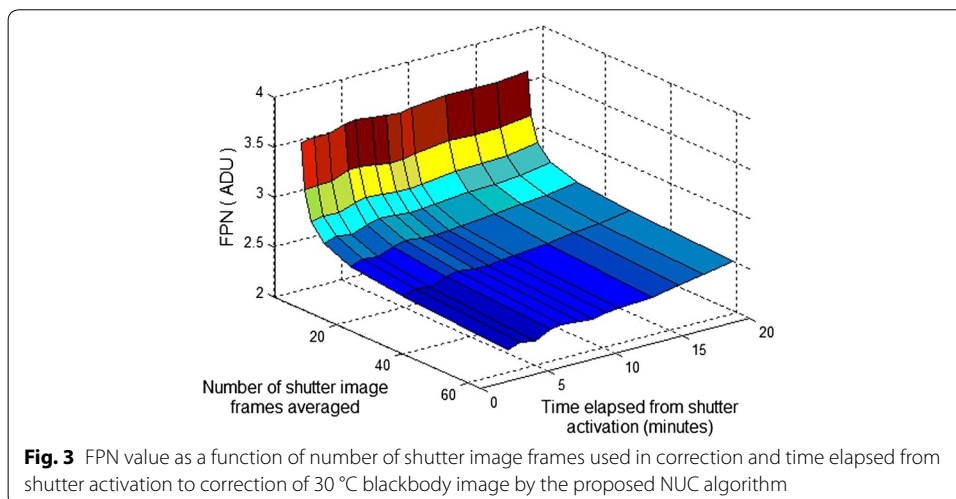 4
3.5
3
2.5
2
FPN ( ADU )
20
40
60
Number of shutter image
frames averaged
0
5
10
15
20
Time elapsed from shutter
activation (minutes)
Fig. 3 FPN value as a function of number of shutter image frames used in correction and time elapsed from
shutter activation to correction of 30 °C blackbody image by the proposed NUC algorithm